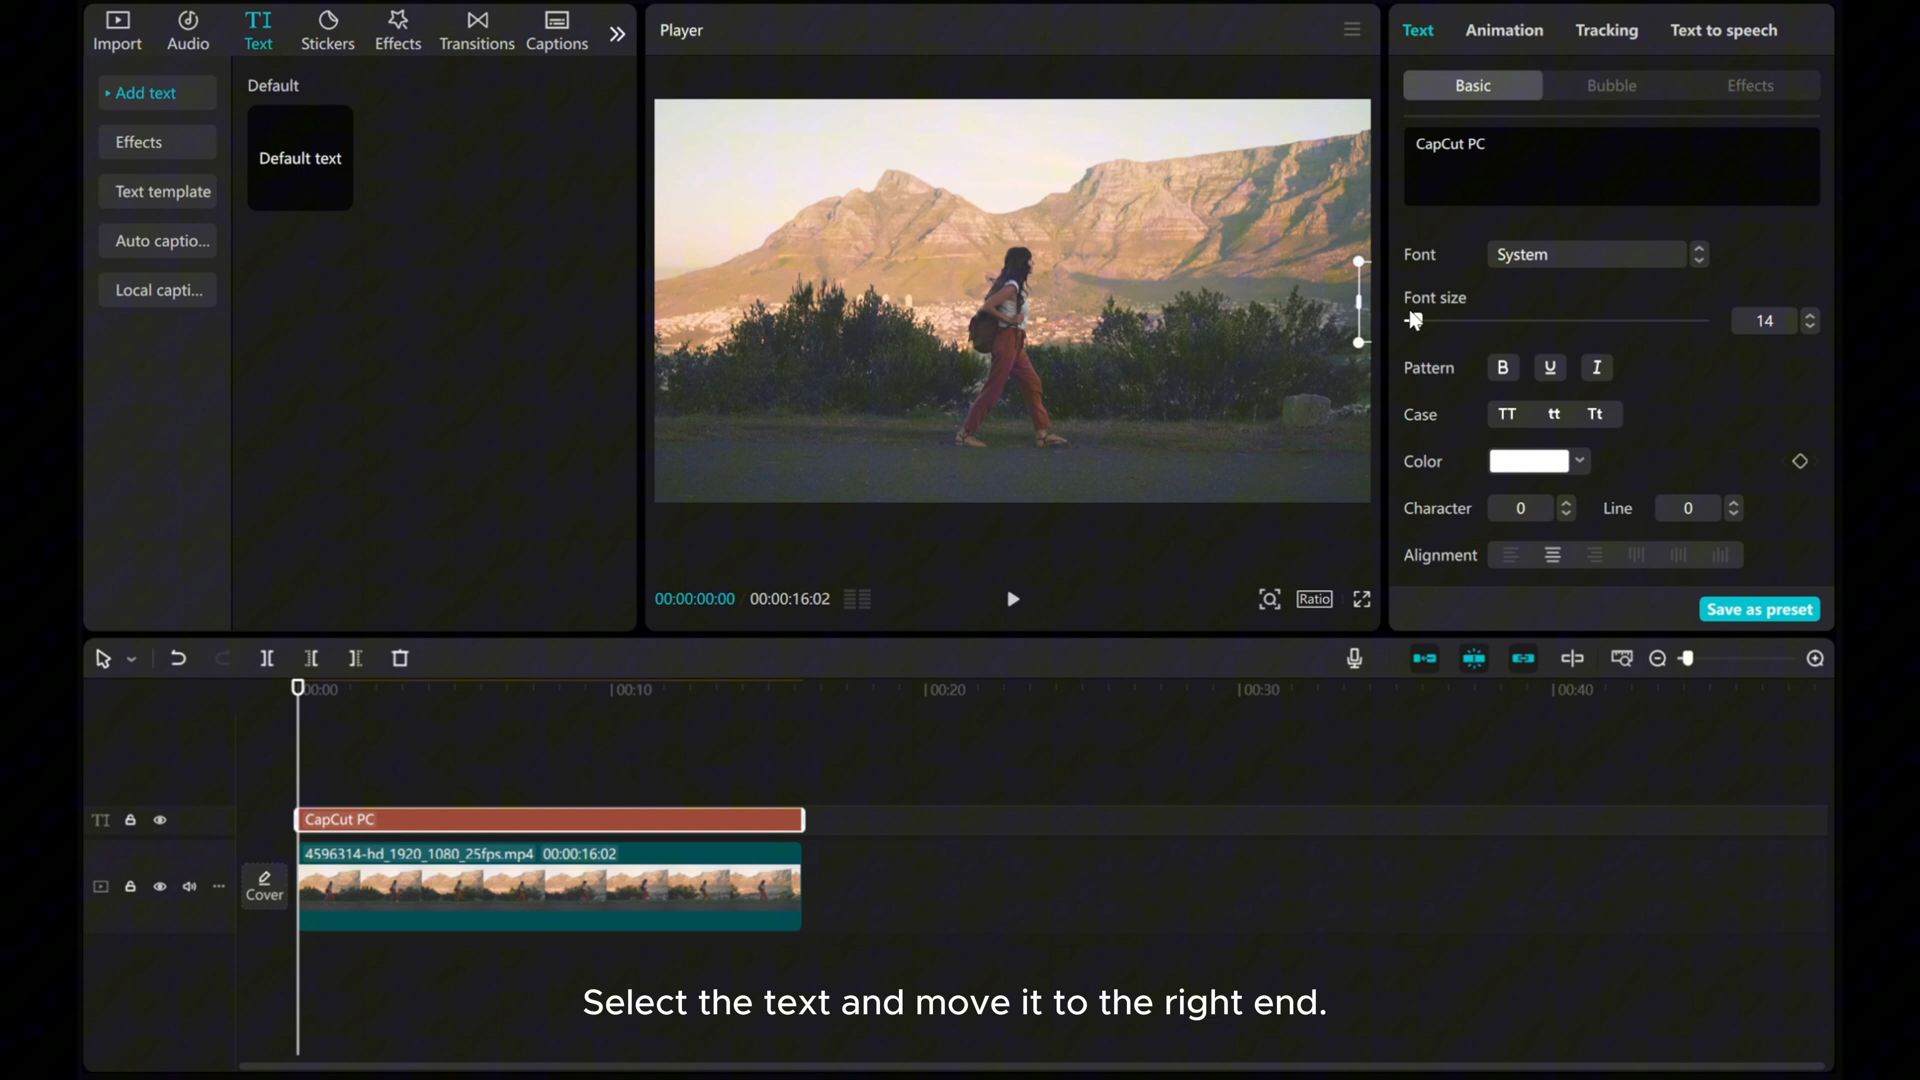 Import
Audio
TI
Text
Stickers
Effects
Transitions
Captions
Add text
Effects
Text template
Auto captio...
Local capti...
Default
Default text
Player
00:00:00:00
00:00:16:02
Ratio
Text
Animation
Tracking
Text to speech
Basic
Bubble
Effects
CapCut PC
Font
System
Font size
14
Pattern
B
U
I
Case
TT
tt
Tt
Color
Character
0
Line
0
Alignment
Save as preset
00:00
00:10
00:20
00:30
00:40
TI
CapCut PC
4596314-hd_1920_1080_25fps.mp4 00:00:16:02
Cover
Select the text and move it to the right end.